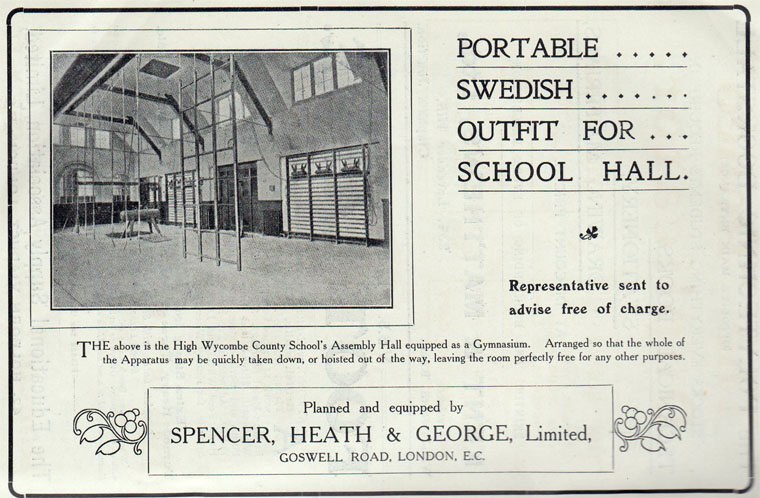 PORTABLE . . . . .
SWEDISH . . . . . . .
OUTFIT FOR . . .
SCHOOL HALL.
Representative sent to
advise free of charge.
THE above is the High Wycombe County School's Assembly Hall equipped as a Gymnasium. Arranged so that the whole of
the Apparatus may be quickly taken down, or hoisted out of the way, leaving the room perfectly free for any other purposes.
Planned and equipped by
SPENCER, HEATH & GEORGE, Limited,
GOSWELL ROAD, LONDON, E.C.